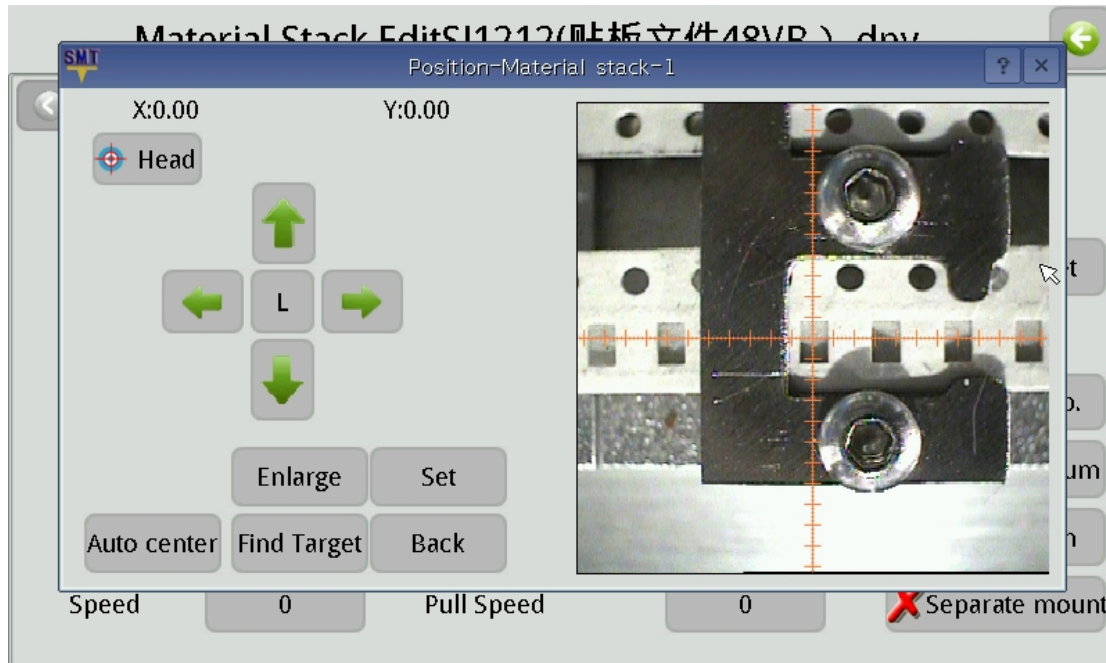 Material Stack EditSJ1212(贴板文件48VB ).dpv
SMT
Position-Material stack-1
?
×
X:0.00
Y:0.00
Head
L
Enlarge
Set
Auto center
Find Target
Back
Speed
0
Pull Speed
0
Separate mount